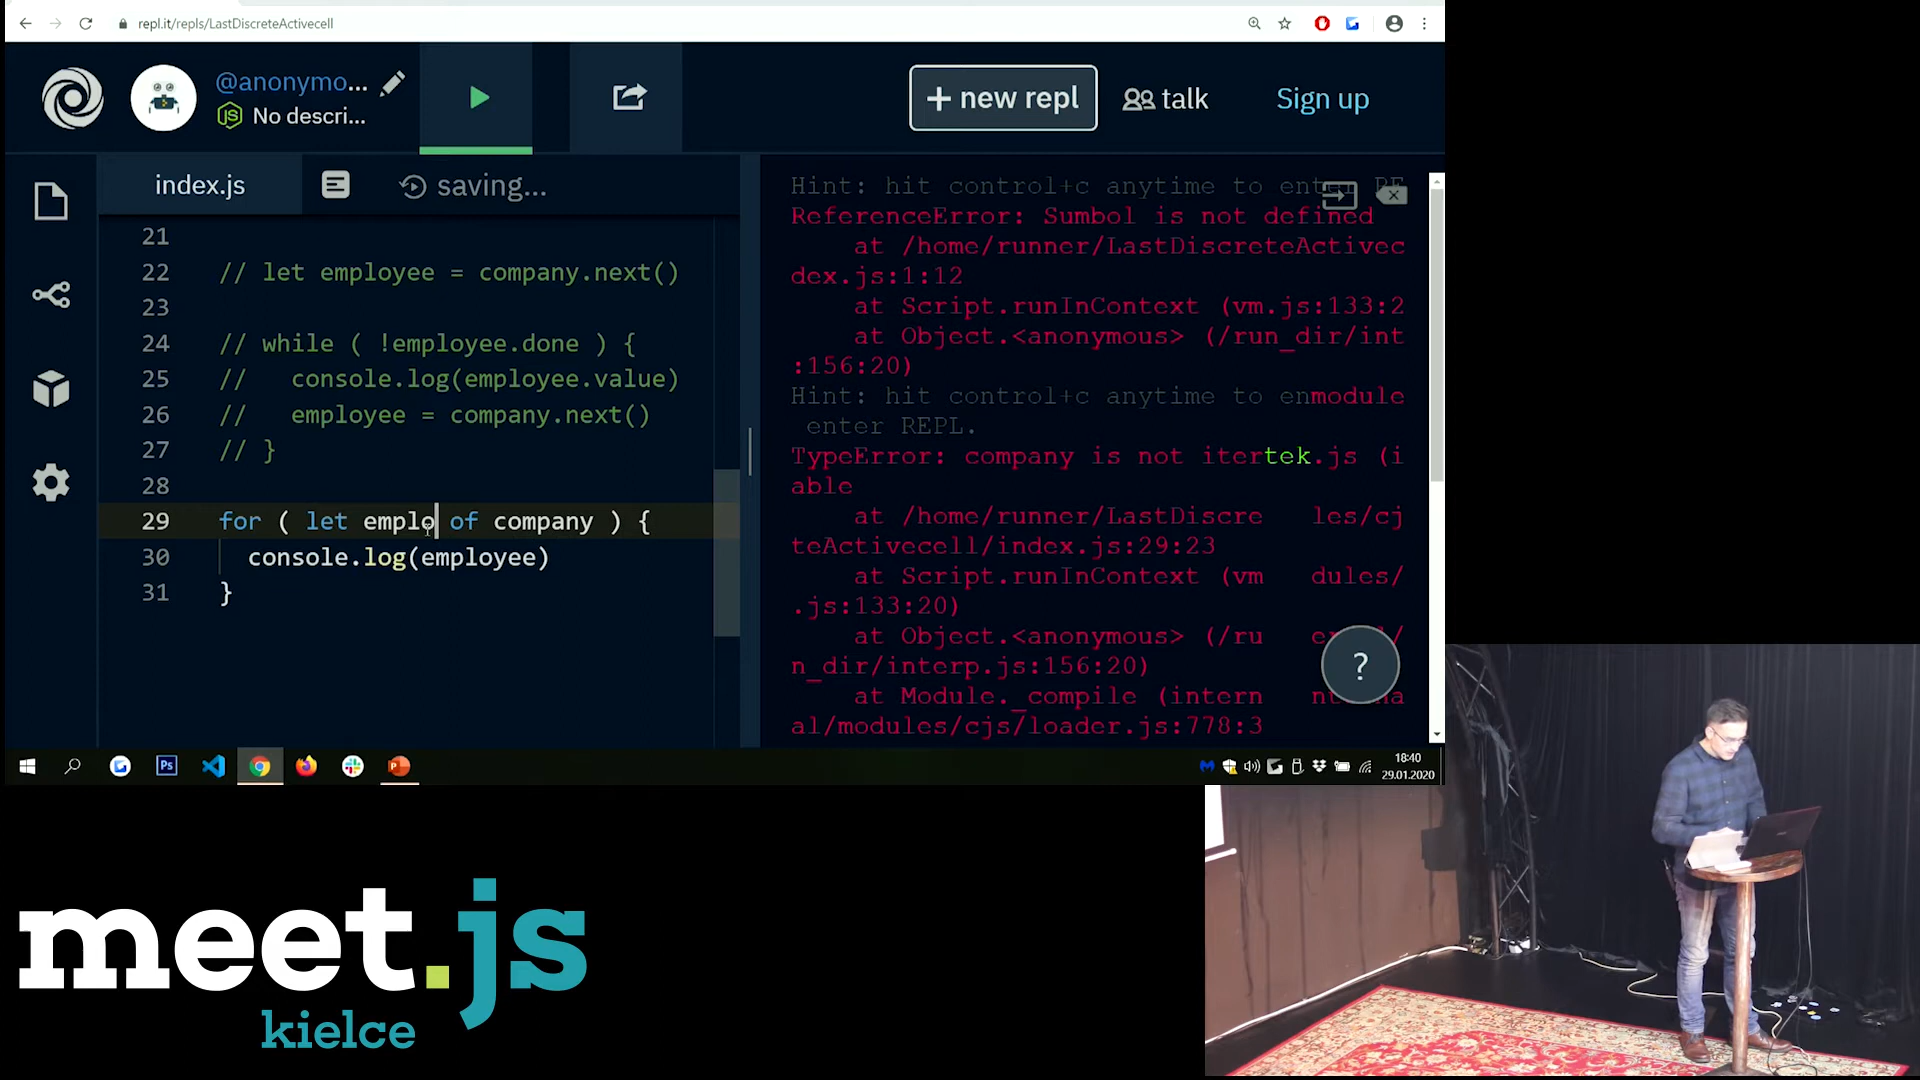 repl.it/repls/LastDiscreteActivecell
@anonymo...
No descri...
+ new repl
talk
Sign up
index.js
saving...
21
22 // let employee = company.next()
23
24 // while ( !employee.done ) {
25 //   console.log(employee.value)
26 //   employee = company.next()
27 // }
28
29 for ( let emplo of company ) {
30   console.log(employee)
31 }
Hint: hit control+c anytime to enter RE
ReferenceError: Sumbol is not defined
at /home/runner/LastDiscreteActivec
dex.js:1:12
at Script.runInContext (vm.js:133:2
at Object.<anonymous> (/run_dir/int
:156:20)
Hint: hit control+c anytime to enmodule
enter REPL.
TypeError: company is not itertek.js (i
able
at /home/runner/LastDiscre les/cj
teActivecell/index.js:29:23
at Script.runInContext (vm dules/
.js:133:20)
at Object.<anonymous> (/ru
n_dir/interp.js:156:20)
at Module._compile (intern
al/modules/cjs/loader.js:778:3
?
Ps
18:40
29.01.2020
meet.js
kielce